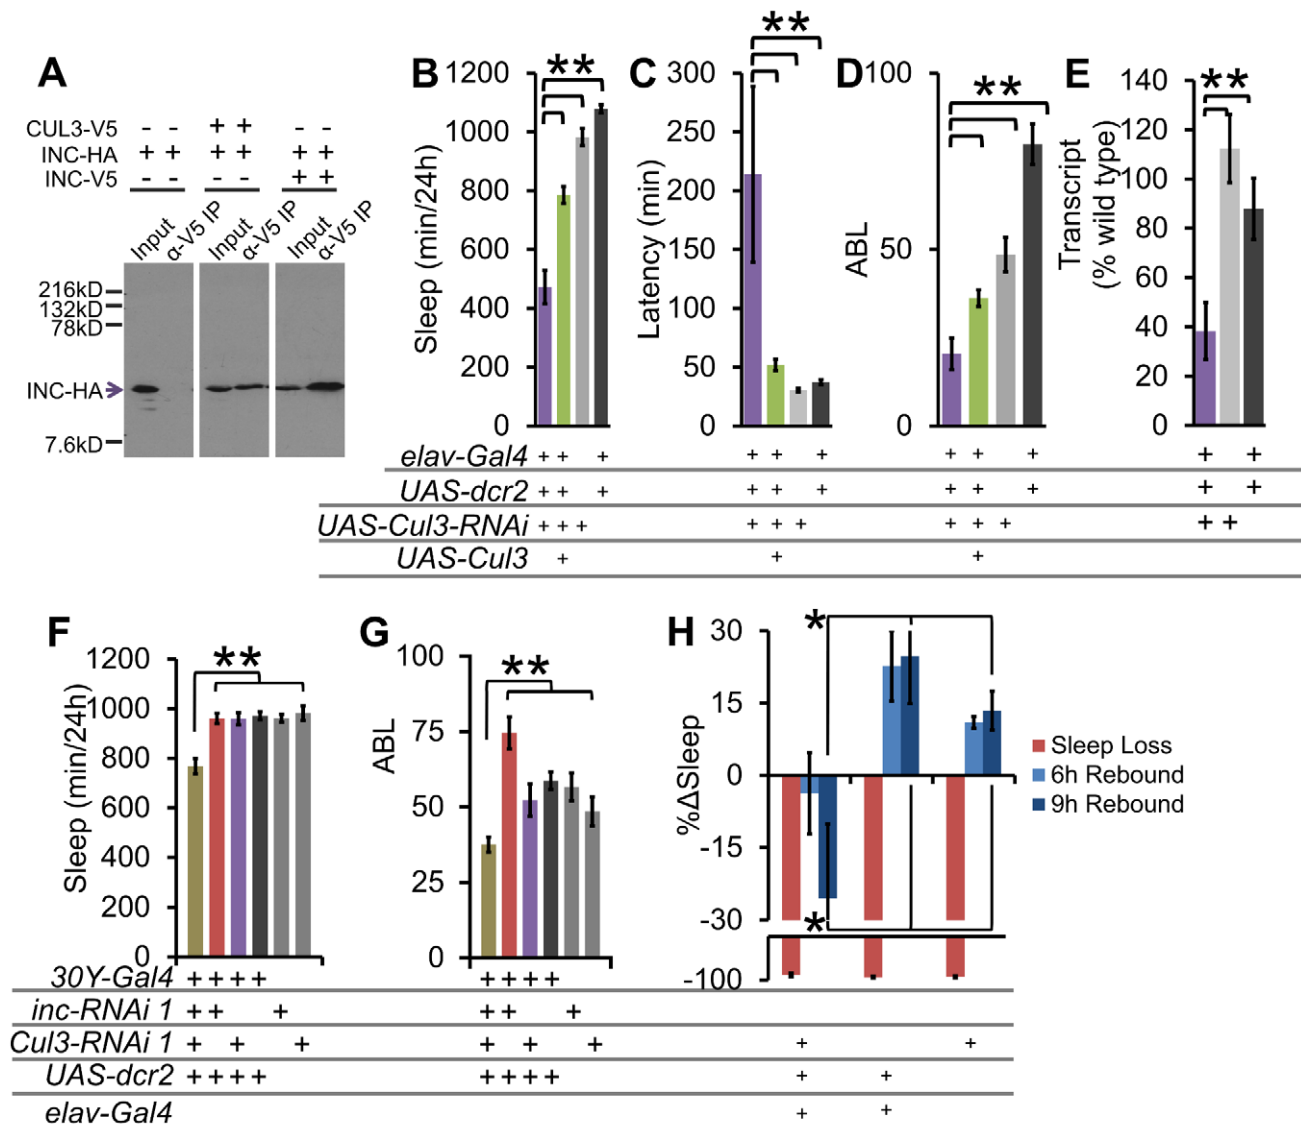 A
CUL3-V5 - - + + - -
INC-HA + + + + + +
INC-V5 - - - - + +
Input α-V5 IP Input α-V5 IP Input α-V5 IP
216kD
132kD
78kD
INC-HA
7.6kD
B
Sleep (min/24h)
1200
1000
800
600
400
200
0
**
C
Latency (min)
300
250
200
150
100
50
0
**
D
ABL
100
50
0
**
E
Transcript
(% wild type)
140
120
100
80
60
40
20
0
**
elav-Gal4 + + + + + + + + + + +
UAS-dcr2 + + + + + + + + + + +
UAS-Cul3-RNAi + + + + + + + + + + +
UAS-Cul3 + + +
F
Sleep (min/24h)
1200
1000
800
600
400
200
0
**
G
ABL
100
75
50
25
0
**
H
%ΔSleep
30
15
0
-15
-30
-100
*
*
Sleep Loss
6h Rebound
9h Rebound
30Y-Gal4 + + + + + + + +
inc-RNAi 1 + + + + + +
Cul3-RNAi 1 + + + + + + + +
UAS-dcr2 + + + + + + + + + +
elav-Gal4 + +